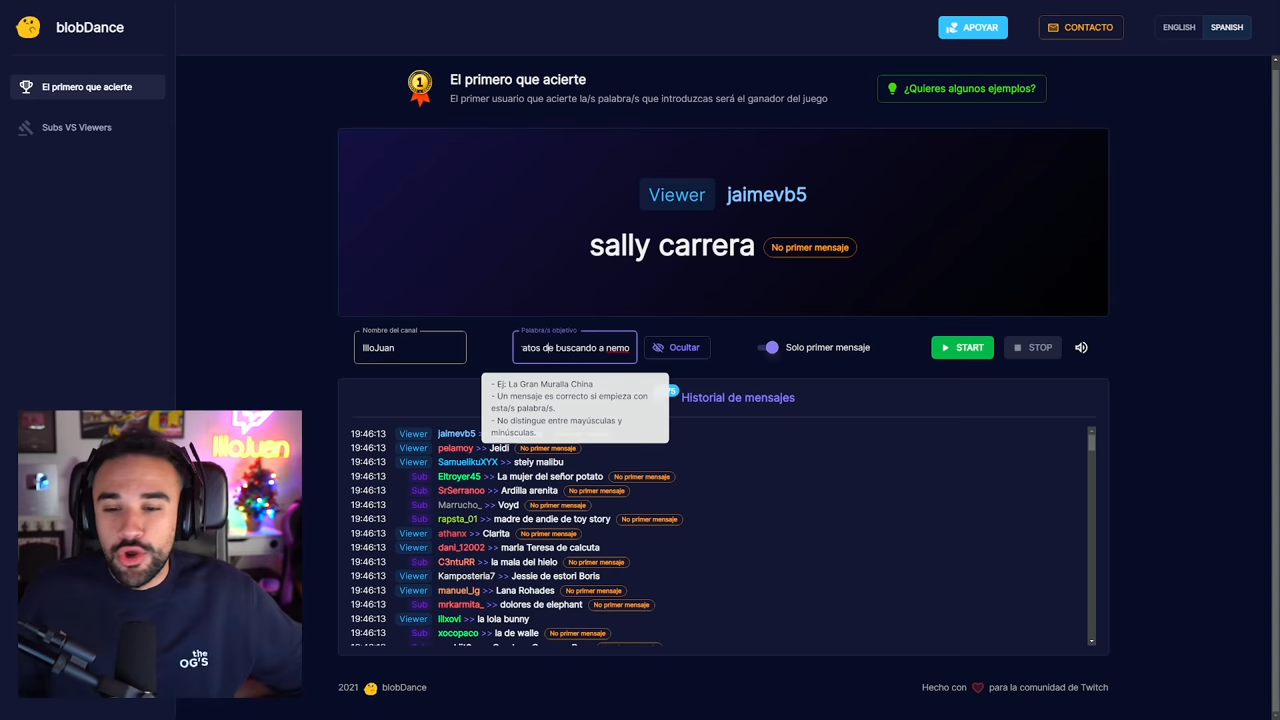 blobDance
APOYAR
CONTACTO
ENGLISH
SPANISH
El primero que acierte
Subs VS Viewers
1
El primero que acierte
El primer usuario que acierte la/s palabra/s que introduzcas será el ganador del juego
¿Quieres algunos ejemplos?
Viewer jaimevb5
sally carrera No primer mensaje
Nombre del canal
IlloJuan
Palabra/s objetivo
atos de buscando a nemo
Ocultar
Solo primer mensaje
START
STOP
- Ej: La Gran Muralla China
- Un mensaje es correcto si empieza con
esta/s palabra/s.
- No distingue entre mayúsculas y
minúsculas.
Historial de mensajes
19:46:13 Viewer jaimevb5
19:46:13 Viewer pelamoy >> Jeidi No primer mensaje
19:46:13 Viewer SamuelikuXYX >> stely malibu
19:46:13 Sub Eltroyer45 >> La mujer del señor potato No primer mensaje
19:46:13 Sub SrSerranoo >> Ardilla arenita No primer mensaje
19:46:13 Sub Marrucho_ >> Voyd No primer mensaje
19:46:13 Sub rapsta_01 >> madre de andie de toy story No primer mensaje
19:46:13 Viewer athanx >> Clarita No primer mensaje
19:46:13 Viewer dani_12002 >> maria Teresa de calcuta
19:46:13 Sub C3ntuRR >> la mala del hielo No primer mensaje
19:46:13 Viewer Kamposteria7 >> Jessie de estori Boris
19:46:13 Viewer manuel_lg >> Lana Rohades No primer mensaje
19:46:13 Sub mrkarmita_ >> dolores de elephant No primer mensaje
19:46:13 Viewer lllxovi >> la lola bunny
19:46:13 Sub xocopaco >> la de walle No primer mensaje
IlloJuan
the
OG'S
2021 blobDance
Hecho con para la comunidad de Twitch